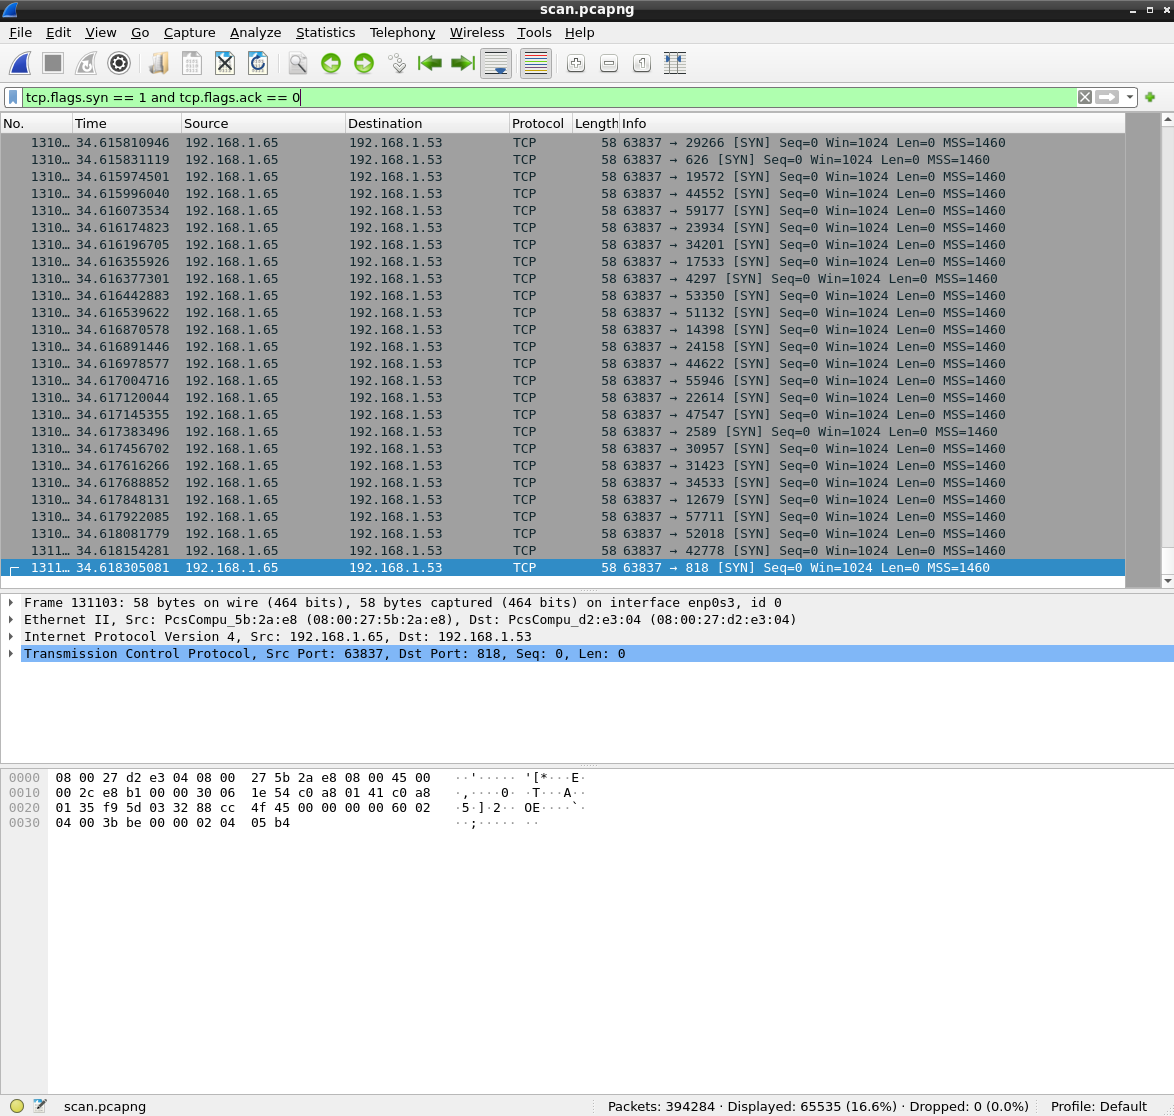 scan.pcapng
File Edit View Go Capture Analyze Statistics Telephony Wireless Tools Help
tcp.flags.syn == 1 and tcp.flags.ack == 0
No. Time Source Destination Protocol Length Info
1310… 34.615810946 192.168.1.65 192.168.1.53 TCP 58 63837 → 29266 [SYN] Seq=0 Win=1024 Len=0 MSS=1460
1310… 34.615831119 192.168.1.65 192.168.1.53 TCP 58 63837 → 626 [SYN] Seq=0 Win=1024 Len=0 MSS=1460
1310… 34.615974501 192.168.1.65 192.168.1.53 TCP 58 63837 → 19572 [SYN] Seq=0 Win=1024 Len=0 MSS=1460
1310… 34.615996040 192.168.1.65 192.168.1.53 TCP 58 63837 → 44552 [SYN] Seq=0 Win=1024 Len=0 MSS=1460
1310… 34.616073534 192.168.1.65 192.168.1.53 TCP 58 63837 → 59177 [SYN] Seq=0 Win=1024 Len=0 MSS=1460
1310… 34.616174823 192.168.1.65 192.168.1.53 TCP 58 63837 → 23934 [SYN] Seq=0 Win=1024 Len=0 MSS=1460
1310… 34.616196705 192.168.1.65 192.168.1.53 TCP 58 63837 → 34201 [SYN] Seq=0 Win=1024 Len=0 MSS=1460
1310… 34.616355926 192.168.1.65 192.168.1.53 TCP 58 63837 → 17533 [SYN] Seq=0 Win=1024 Len=0 MSS=1460
1310… 34.616377301 192.168.1.65 192.168.1.53 TCP 58 63837 → 4297 [SYN] Seq=0 Win=1024 Len=0 MSS=1460
1310… 34.616442883 192.168.1.65 192.168.1.53 TCP 58 63837 → 53350 [SYN] Seq=0 Win=1024 Len=0 MSS=1460
1310… 34.616539622 192.168.1.65 192.168.1.53 TCP 58 63837 → 51132 [SYN] Seq=0 Win=1024 Len=0 MSS=1460
1310… 34.616870578 192.168.1.65 192.168.1.53 TCP 58 63837 → 14398 [SYN] Seq=0 Win=1024 Len=0 MSS=1460
1310… 34.616891446 192.168.1.65 192.168.1.53 TCP 58 63837 → 24158 [SYN] Seq=0 Win=1024 Len=0 MSS=1460
1310… 34.616978577 192.168.1.65 192.168.1.53 TCP 58 63837 → 44622 [SYN] Seq=0 Win=1024 Len=0 MSS=1460
1310… 34.617004716 192.168.1.65 192.168.1.53 TCP 58 63837 → 55946 [SYN] Seq=0 Win=1024 Len=0 MSS=1460
1310… 34.617120044 192.168.1.65 192.168.1.53 TCP 58 63837 → 22614 [SYN] Seq=0 Win=1024 Len=0 MSS=1460
1310… 34.617145355 192.168.1.65 192.168.1.53 TCP 58 63837 → 47547 [SYN] Seq=0 Win=1024 Len=0 MSS=1460
1310… 34.617383496 192.168.1.65 192.168.1.53 TCP 58 63837 → 2589 [SYN] Seq=0 Win=1024 Len=0 MSS=1460
1310… 34.617456702 192.168.1.65 192.168.1.53 TCP 58 63837 → 30957 [SYN] Seq=0 Win=1024 Len=0 MSS=1460
1310… 34.617616266 192.168.1.65 192.168.1.53 TCP 58 63837 → 31423 [SYN] Seq=0 Win=1024 Len=0 MSS=1460
1310… 34.617688852 192.168.1.65 192.168.1.53 TCP 58 63837 → 34533 [SYN] Seq=0 Win=1024 Len=0 MSS=1460
1310… 34.617848131 192.168.1.65 192.168.1.53 TCP 58 63837 → 12679 [SYN] Seq=0 Win=1024 Len=0 MSS=1460
1310… 34.617922085 192.168.1.65 192.168.1.53 TCP 58 63837 → 57711 [SYN] Seq=0 Win=1024 Len=0 MSS=1460
1310… 34.618081779 192.168.1.65 192.168.1.53 TCP 58 63837 → 52018 [SYN] Seq=0 Win=1024 Len=0 MSS=1460
1311… 34.618154281 192.168.1.65 192.168.1.53 TCP 58 63837 → 42778 [SYN] Seq=0 Win=1024 Len=0 MSS=1460
1311… 34.618305081 192.168.1.65 192.168.1.53 TCP 58 63837 → 818 [SYN] Seq=0 Win=1024 Len=0 MSS=1460
Frame 131103: 58 bytes on wire (464 bits), 58 bytes captured (464 bits) on interface enp0s3, id 0
Ethernet II, Src: PcsCompu_5b:2a:e8 (08:00:27:5b:2a:e8), Dst: PcsCompu_d2:e3:04 (08:00:27:d2:e3:04)
Internet Protocol Version 4, Src: 192.168.1.65, Dst: 192.168.1.53
Transmission Control Protocol, Src Port: 63837, Dst Port: 818, Seq: 0, Len: 0
0000 08 00 27 d2 e3 04 08 00 27 5b 2a e8 08 00 45 00 ··'····· '[*···E·
0010 00 2c e8 b1 00 00 30 06 1e 54 c0 a8 01 41 c0 a8 ·,····0· ·T···A··
0020 01 35 f9 5d 03 32 88 cc 4f 45 00 00 00 00 60 02 ·5·]·2·· OE····`·
0030 04 00 3b be 00 00 02 04 05 b4 ··;····· ··
scan.pcapng Packets: 394284 · Displayed: 65535 (16.6%) · Dropped: 0 (0.0%) Profile: Default